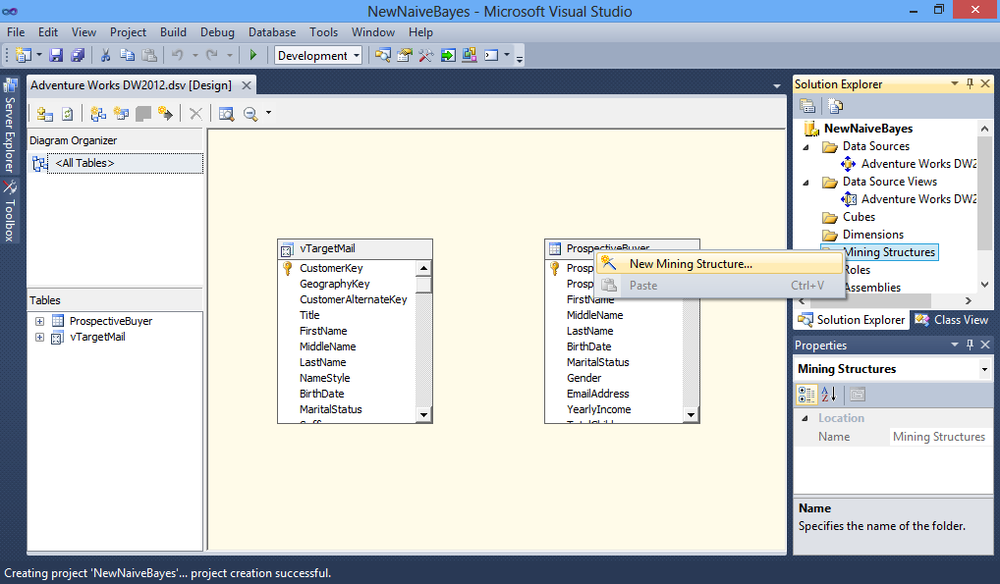 NewNaiveBayes - Microsoft Visual Studio
File Edit View Project Build Debug Database Tools Window Help
Development
Server Explorer
Toolbox
Adventure Works DW2012.dsv [Design]
Diagram Organizer
<All Tables>
Tables
ProspectiveBuyer
vTargetMail
vTargetMail
CustomerKey
GeographyKey
CustomerAlternateKey
Title
FirstName
MiddleName
LastName
NameStyle
BirthDate
MaritalStatus
ProspectiveBuyer
Prosp
Prosp
FirstName
MiddleName
LastName
BirthDate
MaritalStatus
Gender
EmailAddress
YearlyIncome
New Mining Structure...
Paste Ctrl+V
Solution Explorer
NewNaiveBayes
Data Sources
Adventure Works DW2
Data Source Views
Adventure Works DW2
Cubes
Dimensions
Mining Structures
Roles
Assemblies
Solution Explorer Class View
Properties
Mining Structures
Location
Name Mining Structures
Name
Specifies the name of the folder.
Creating project 'NewNaiveBayes'... project creation successful.